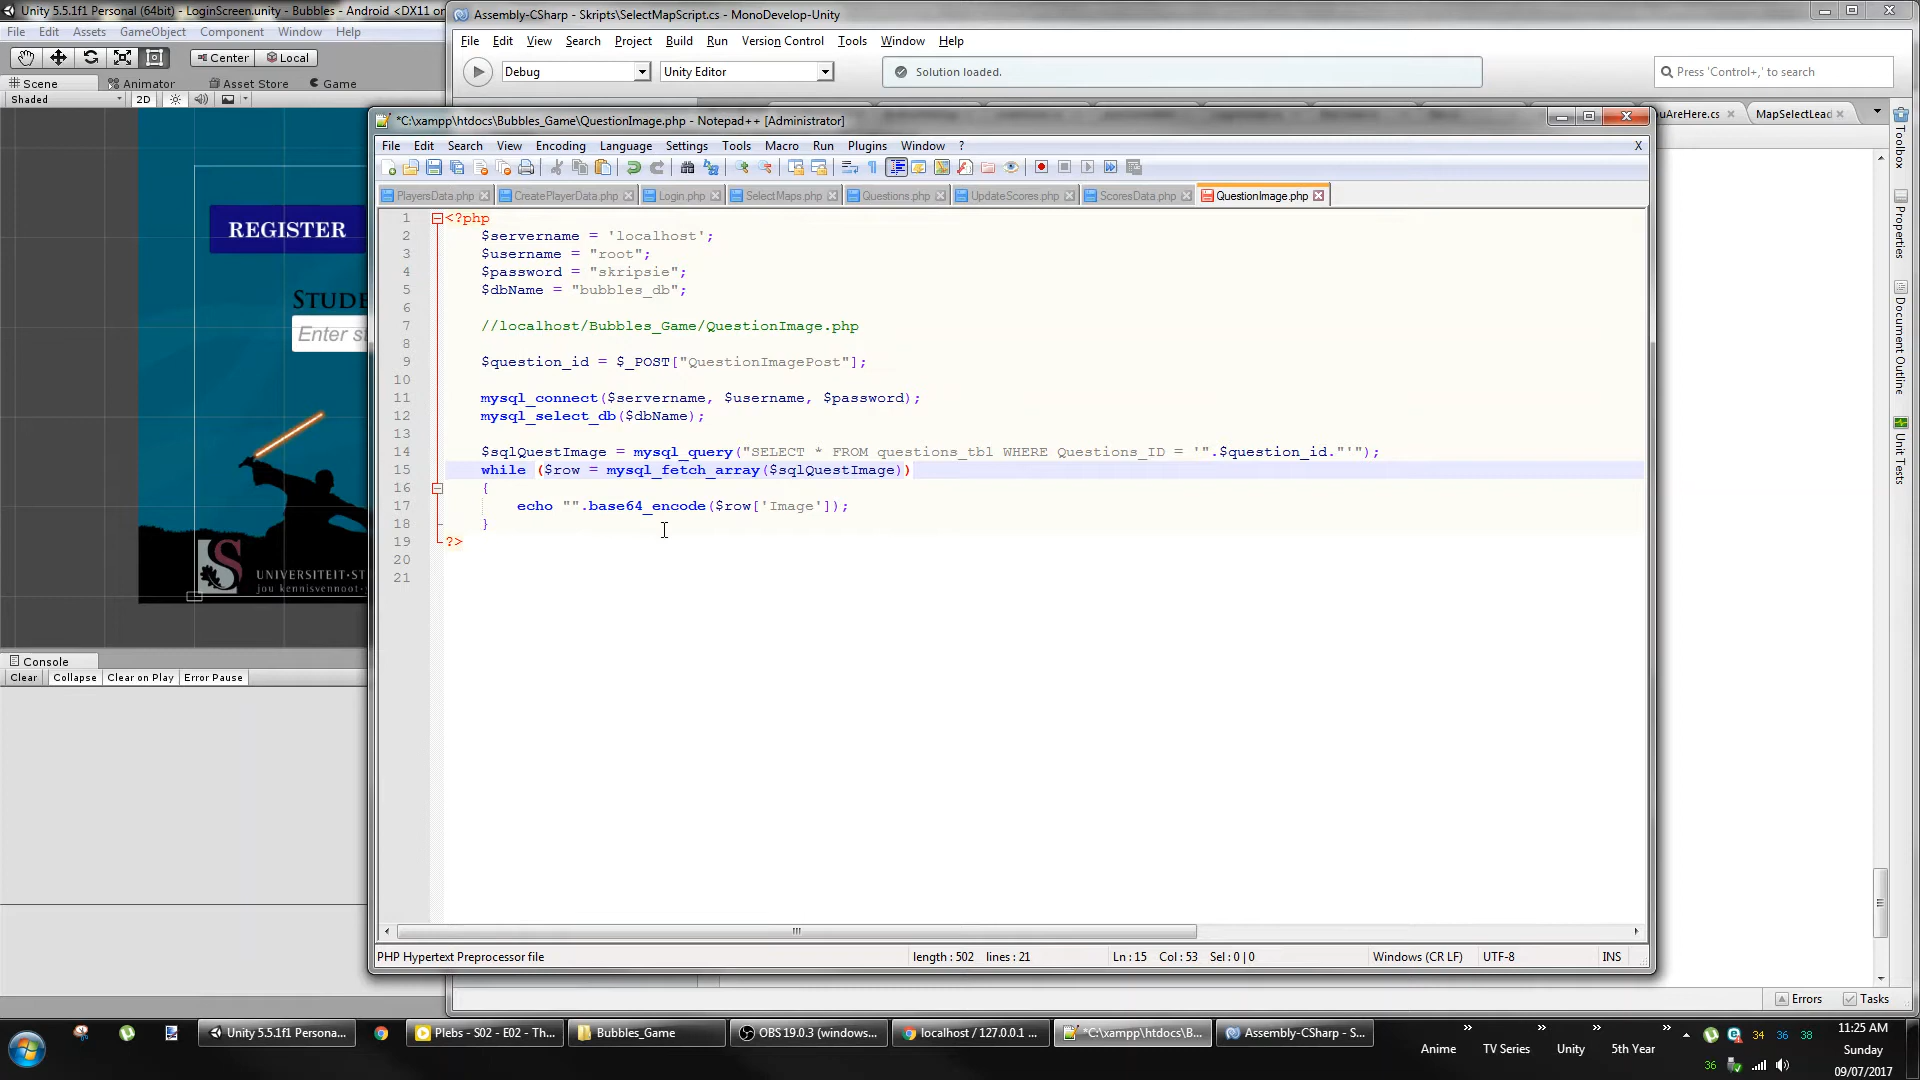 Unity 5.5.1f1 Personal (64bit) - LoginScreen.unity - Bubbles - Android <DX11 on
File Edit Assets GameObject Component Window Help
Center Local
Scene Animator Asset Store Game
Shaded 2D
REGISTER
STUDE
Enter st
UNIVERSITEIT·ST
jou kennisvennoot
Console
Clear Collapse Clear on Play Error Pause
Assembly-CSharp - Skripts\SelectMapScript.cs - MonoDevelop-Unity
File Edit View Search Project Build Run Version Control Tools Window Help
Debug Unity Editor Solution loaded. Press 'Control+,' to search
uAreHere.cs MapSelectLead
Toolbox
Properties
Document Outline
Unit Tests
*C:\xampp\htdocs\Bubbles_Game\QuestionImage.php - Notepad++ [Administrator]
File Edit Search View Encoding Language Settings Tools Macro Run Plugins Window ? X
PlayersData.php CreatePlayerData.php Login.php SelectMaps.php Questions.php UpdateScores.php ScoresData.php QuestionImage.php
1 <?php
2 $servername = 'localhost';
3 $username = "root";
4 $password = "skripsie";
5 $dbName = "bubbles_db";
6
7 //localhost/Bubbles_Game/QuestionImage.php
8
9 $question_id = $_POST["QuestionImagePost"];
10
11 mysql_connect($servername, $username, $password);
12 mysql_select_db($dbName);
13
14 $sqlQuestImage = mysql_query("SELECT * FROM questions_tbl WHERE Questions_ID = '".$question_id."'");
15 while ($row = mysql_fetch_array($sqlQuestImage))
16 {
17 echo "".base64_encode($row['Image']);
18 }
19 ?>
20
21
PHP Hypertext Preprocessor file length : 502 lines : 21 Ln : 15 Col : 53 Sel : 0 | 0 Windows (CR LF) UTF-8 INS
Errors Tasks
Unity 5.5.1f1 Persona... Plebs - S02 - E02 - Th... Bubbles_Game OBS 19.0.3 (windows... localhost / 127.0.0.1 ... *C:\xampp\htdocs\B... Assembly-CSharp - S...
Anime TV Series Unity 5th Year
34 36 38
36
11:25 AM
Sunday
09/07/2017